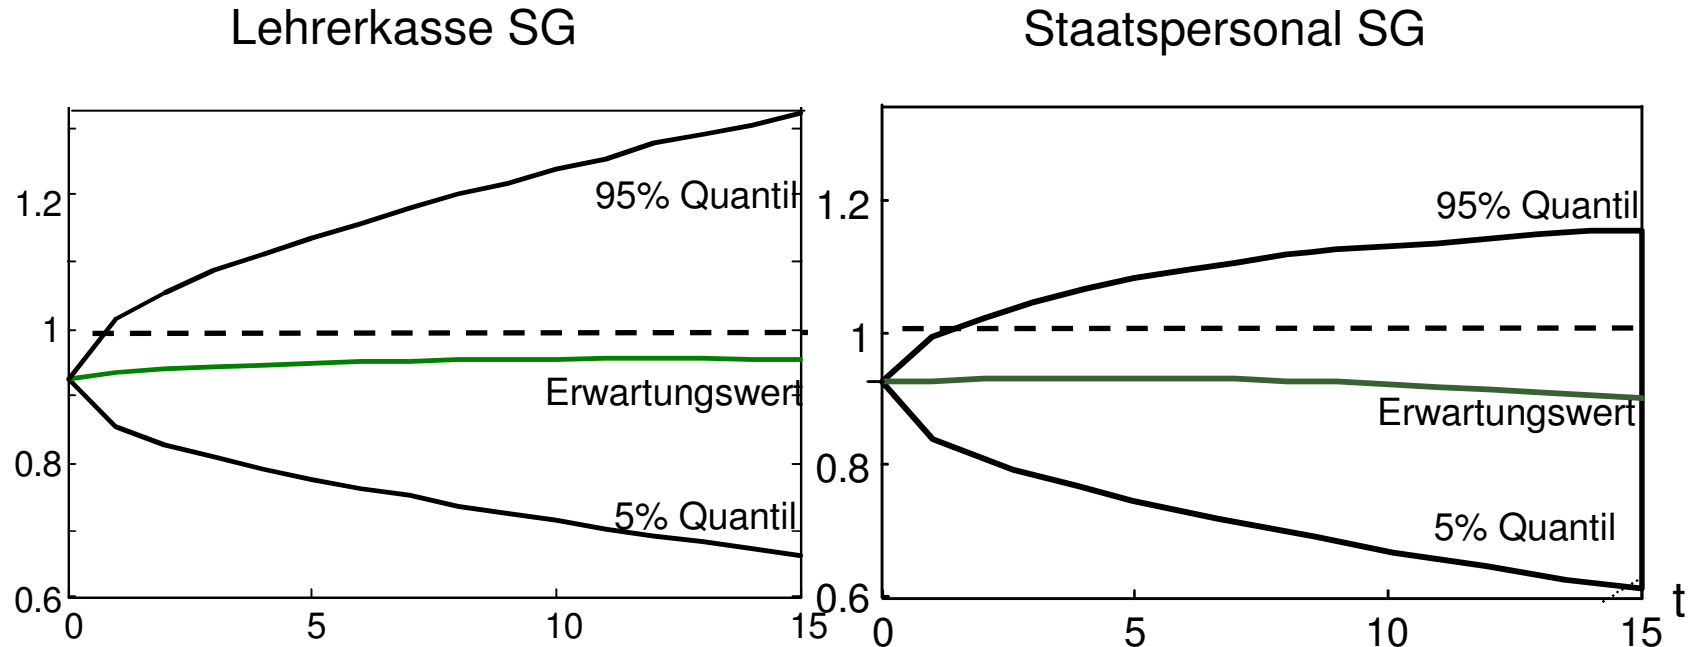 Lehrerkasse SG
1.2
1
0.8
0.6
95% Quantil
Erwartungswert
5% Quantil
0 5 10 15
Staatspersonal SG
1.2
1
0.8
0.6
95% Quantil
Erwartungswert
5% Quantil
t
0 5 10 15